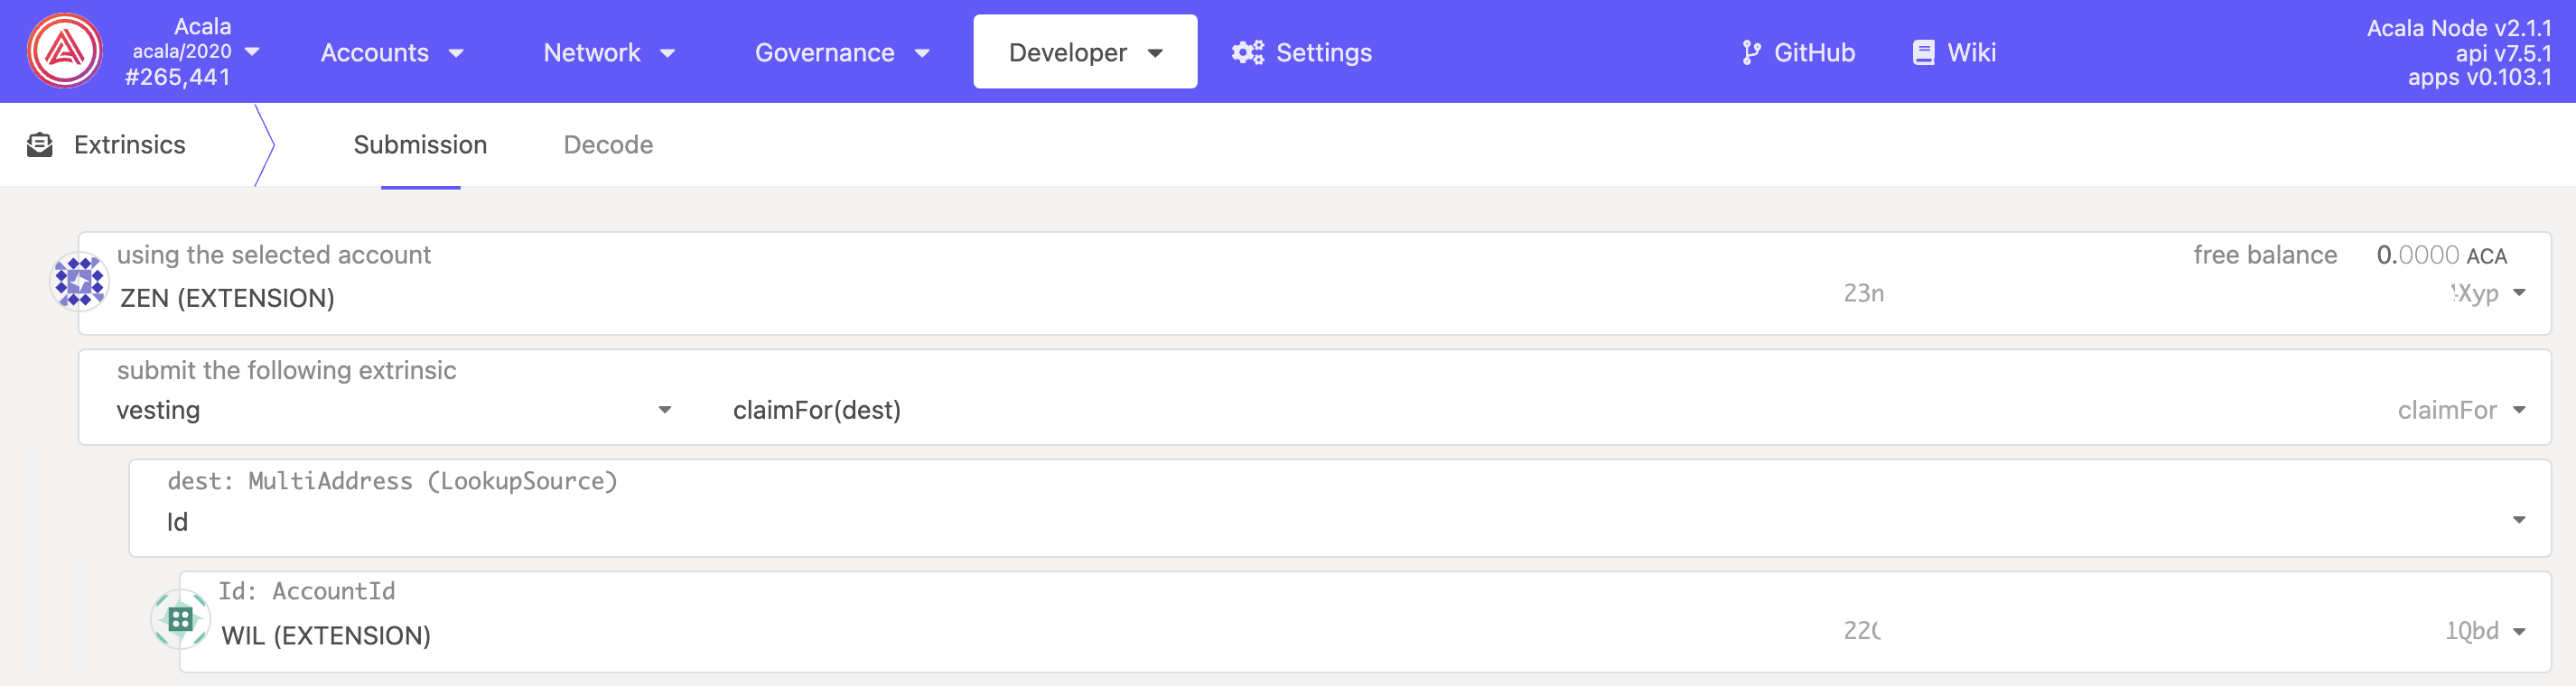 Acala
acala/2020
#265,441
Accounts
Network
Governance
Developer
Settings
GitHub
Wiki
Acala Node v2.1.1
api v7.5.1
apps v0.103.1
Extrinsics
Submission
Decode
using the selected account
free balance 0.0000 ACA
ZEN (EXTENSION)
23n
Xyp
submit the following extrinsic
vesting
claimFor(dest)
claimFor
dest: MultiAddress (LookupSource)
Id
Id: AccountId
WIL (EXTENSION)
22
1Qbd